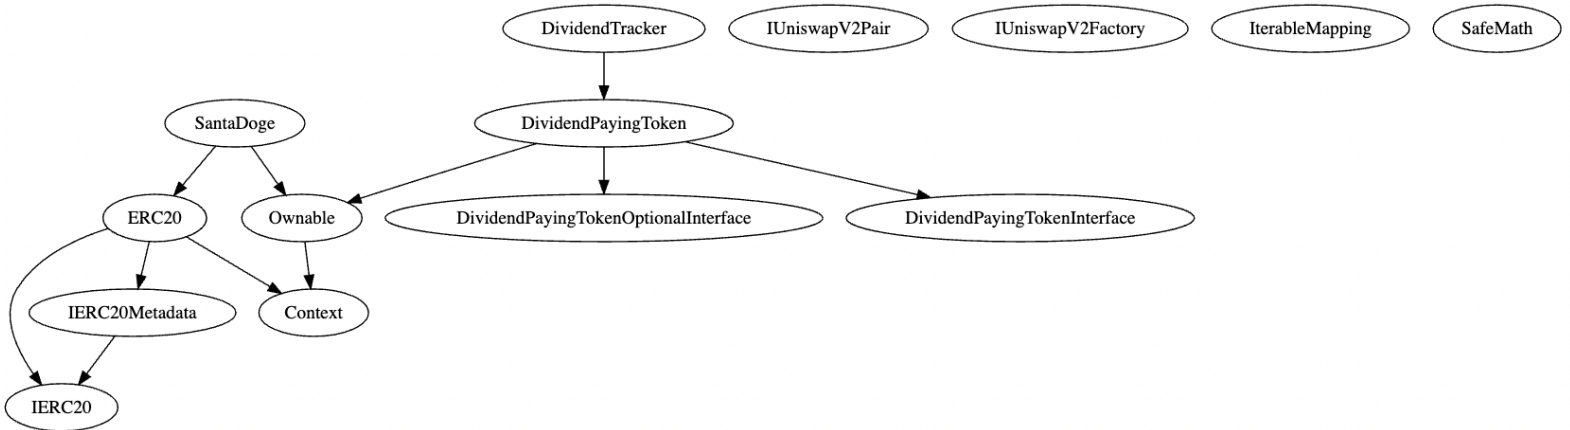 DividendTracker
IUniswapV2Pair
IUniswapV2Factory
IterableMapping
SafeMath
SantaDoge
DividendPayingToken
ERC20
Ownable
DividendPayingTokenOptionalInterface
DividendPayingTokenInterface
IERC20Metadata
Context
IERC20